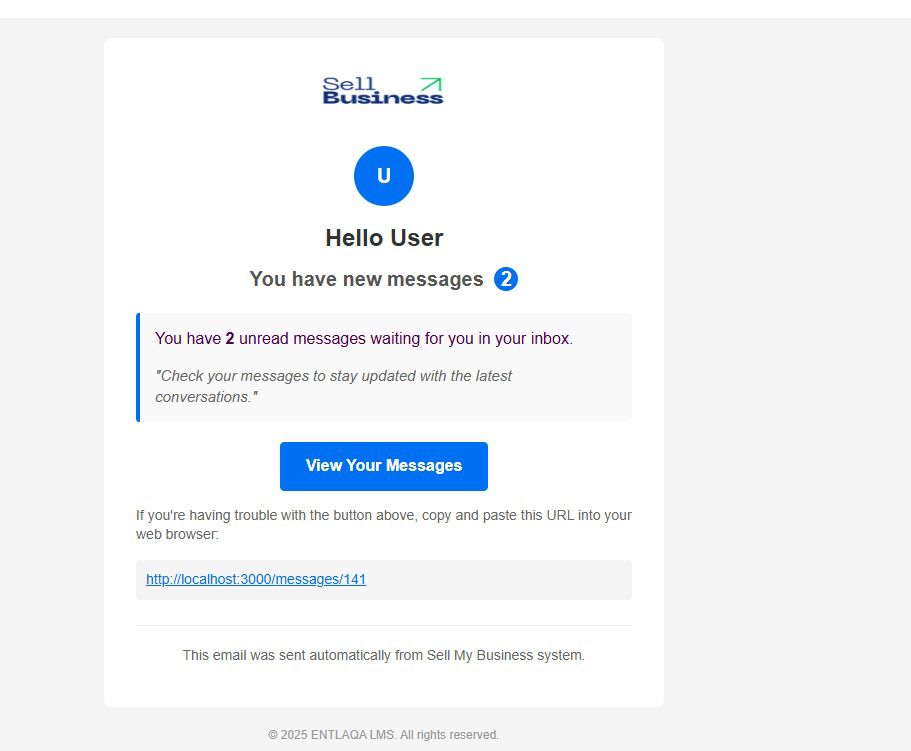 Sell
Business
U
Hello User
You have new messages 2
You have 2 unread messages waiting for you in your inbox.
"Check your messages to stay updated with the latest
conversations."
View Your Messages
If you're having trouble with the button above, copy and paste this URL into your
web browser:
http://localhost:3000/messages/141
This email was sent automatically from Sell My Business system.
© 2025 ENTLAQA LMS. All rights reserved.